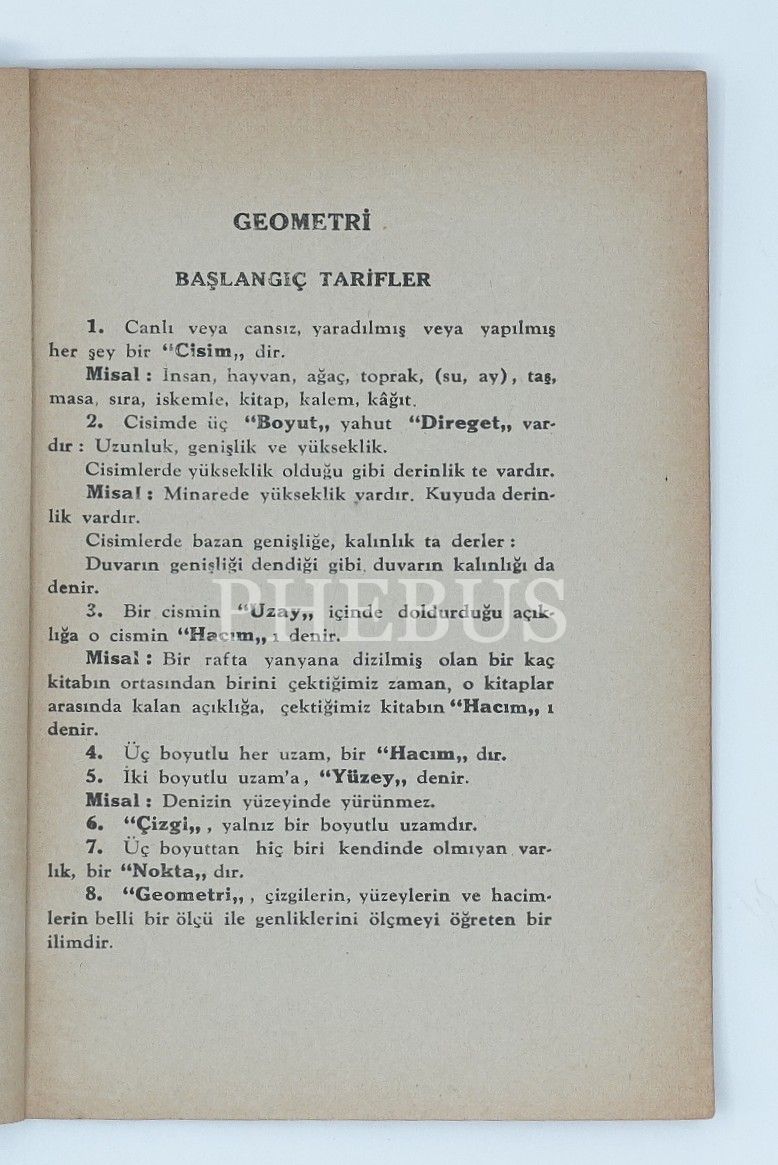 GEOMETRİ
BAŞLANGIÇ TARİFLER
1. Canlı veya cansız, yaradılmış veya yapılmış
her şey bir “Cisim„ dir.
Misal : İnsan, hayvan, ağaç, toprak, (su, ay), taş,
masa, sıra, iskemle, kitap, kalem, kâğıt.
2. Cisimde üç “Boyut„ yahut “Direget„ var-
dır : Uzunluk, genişlik ve yükseklik.
Cisimlerde yükseklik olduğu gibi derinlik te vardır.
Misal : Minarede yükseklik vardır. Kuyuda derin-
lik vardır.
Cisimlerde bazan genişliğe, kalınlık ta derler :
Duvarın genişliği dendiği gibi, duvarın kalınlığı da
denir.
PHEBUS
3. Bir cismin “Uzay„ içinde doldurduğu açık-
lığa o cismin “Hacım„ ı denir.
Misal : Bir rafta yanyana dizilmiş olan bir kaç
kitabın ortasından birini çektiğimiz zaman, o kitaplar
arasında kalan açıklığa, çektiğimiz kitabın “Hacım„ ı
denir.
4. Üç boyutlu her uzam, bir “Hacım„ dır.
5. İki boyutlu uzam'a, “Yüzey„ denir.
Misal : Denizin yüzeyinde yürünmez.
6. “Çizgi„ , yalnız bir boyutlu uzamdır.
7. Üç boyuttan hiç biri kendinde olmıyan var-
lık, bir “Nokta„ dır.
8. “Geometri„ , çizgilerin, yüzeylerin ve hacim-
lerin belli bir ölçü ile genliklerini ölçmeyi öğreten bir
ilimdir.